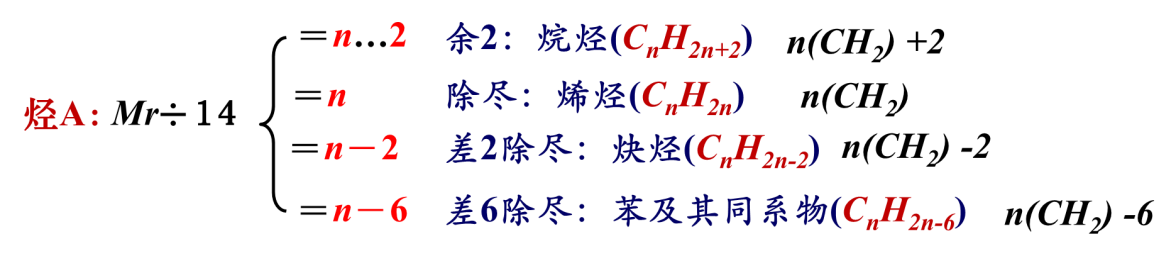 =n…2 余2：烷烃(CₙH₂ₙ₊₂) n(CH₂) +2
=n 除尽：烯烃(CₙH₂ₙ) n(CH₂)
烃A：Mr÷14
=n－2 差2除尽：炔烃(CₙH₂ₙ₋₂) n(CH₂) -2
=n－6 差6除尽：苯及其同系物(CₙH₂ₙ₋₆) n(CH₂) -6